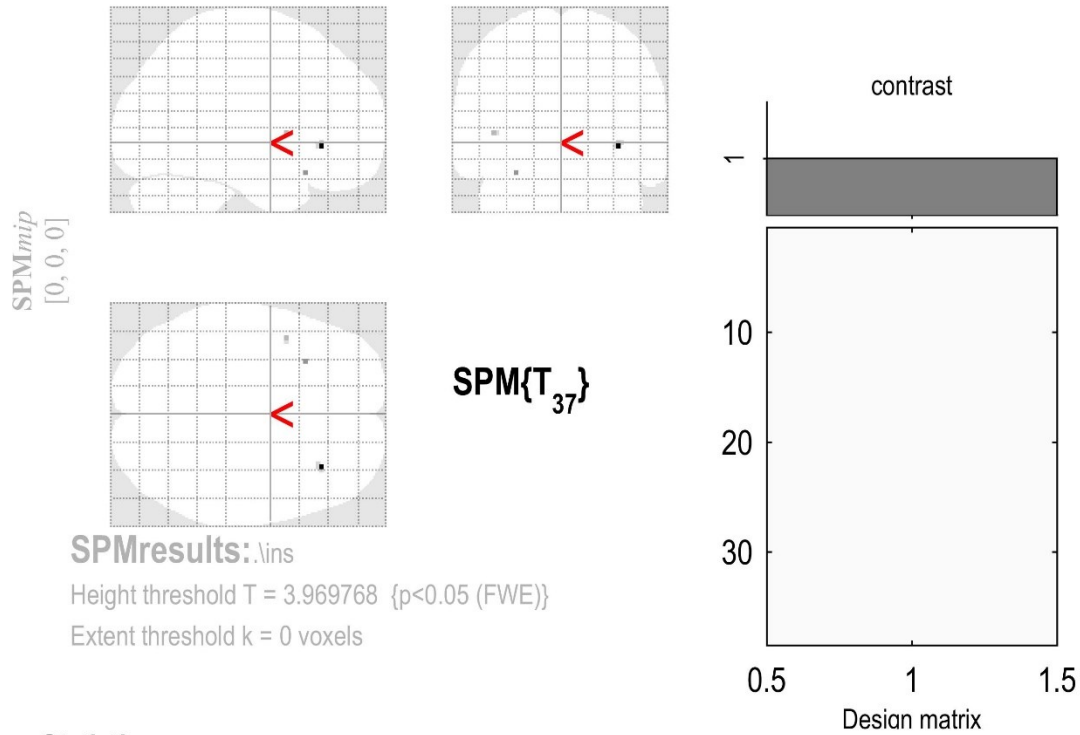 contrast
1
SPMmip
[0, 0, 0]
<
<
<
SPM{T37}
10
20
30
0.5 1 1.5
Design matrix
SPMresults: .\ins
Height threshold T = 3.969768 {p<0.05 (FWE)}
Extent threshold k = 0 voxels